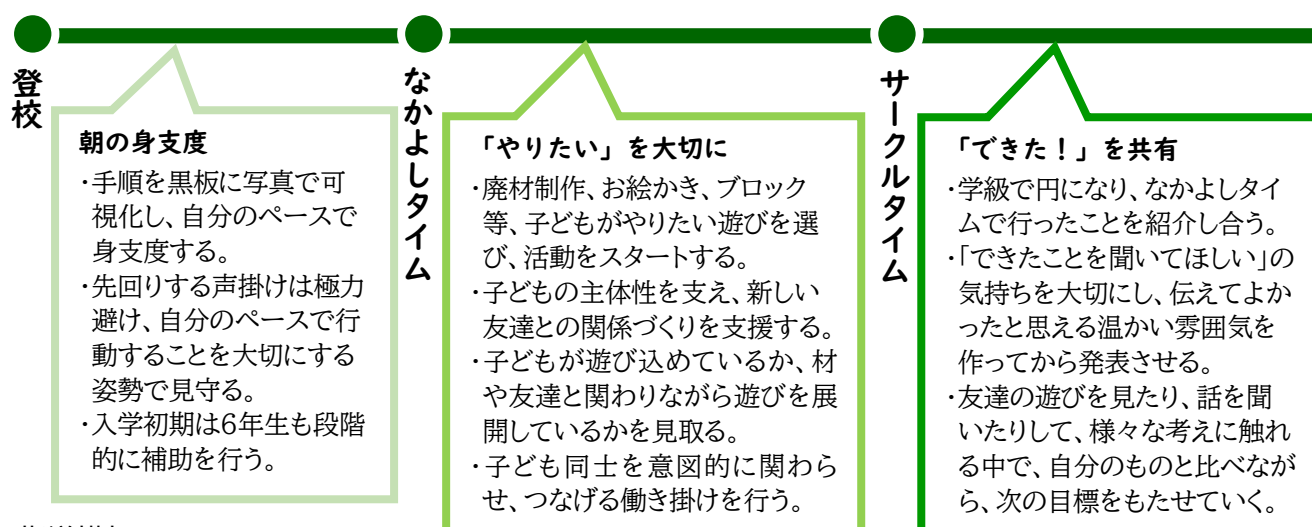 登校
朝の身支度
・手順を黒板に写真で可
視化し、自分のペースで
身支度する。
・先回りする声掛けは極力
避け、自分のペースで行
動することを大切にする
姿勢で見守る。
・入学初期は6年生も段階
的に補助を行う。
なかよしタイム
「やりたい」を大切に
・廃材制作、お絵かき、ブロック
等、子どもがやりたい遊びを選
び、活動をスタートする。
・子どもの主体性を支え、新しい
友達との関係づくりを支援する。
・子どもが遊び込めているか、材
や友達と関わりながら遊びを展
開しているかを見取る。
・子ども同士を意図的に関わら
せ、つなげる働き掛けを行う。
サークルタイム
「できた!」を共有
・学級で円になり、なかよしタイ
ムで行ったことを紹介し合う。
・「できたことを聞いてほしい」の
気持ちを大切にし、伝えてよか
ったと思える温かい雰囲気を
作ってから発表させる。
・友達の遊びを見たり、話を聞
いたりして、様々な考えに触れ
る中で、自分のものと比べなが
ら、次の目標をもたせていく。